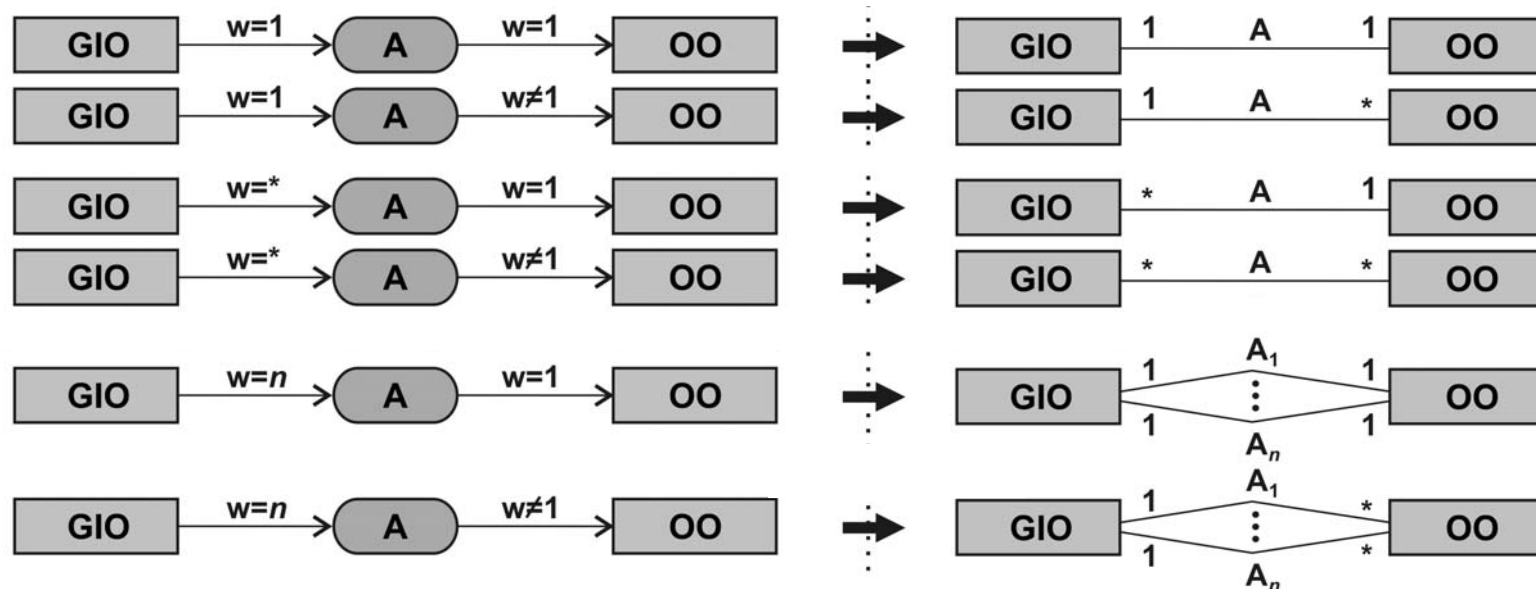 GIO w=1 A w=1 OO GIO 1 A 1 OO
GIO w=1 A w≠1 OO GIO 1 A * OO
GIO w=* A w=1 OO GIO * A 1 OO
GIO w=* A w≠1 OO GIO * A * OO
GIO w=n A w=1 OO GIO 1 A₁ 1 OO
1 Aₙ 1
GIO w=n A w≠1 OO GIO 1 A₁ * OO
1 Aₙ *